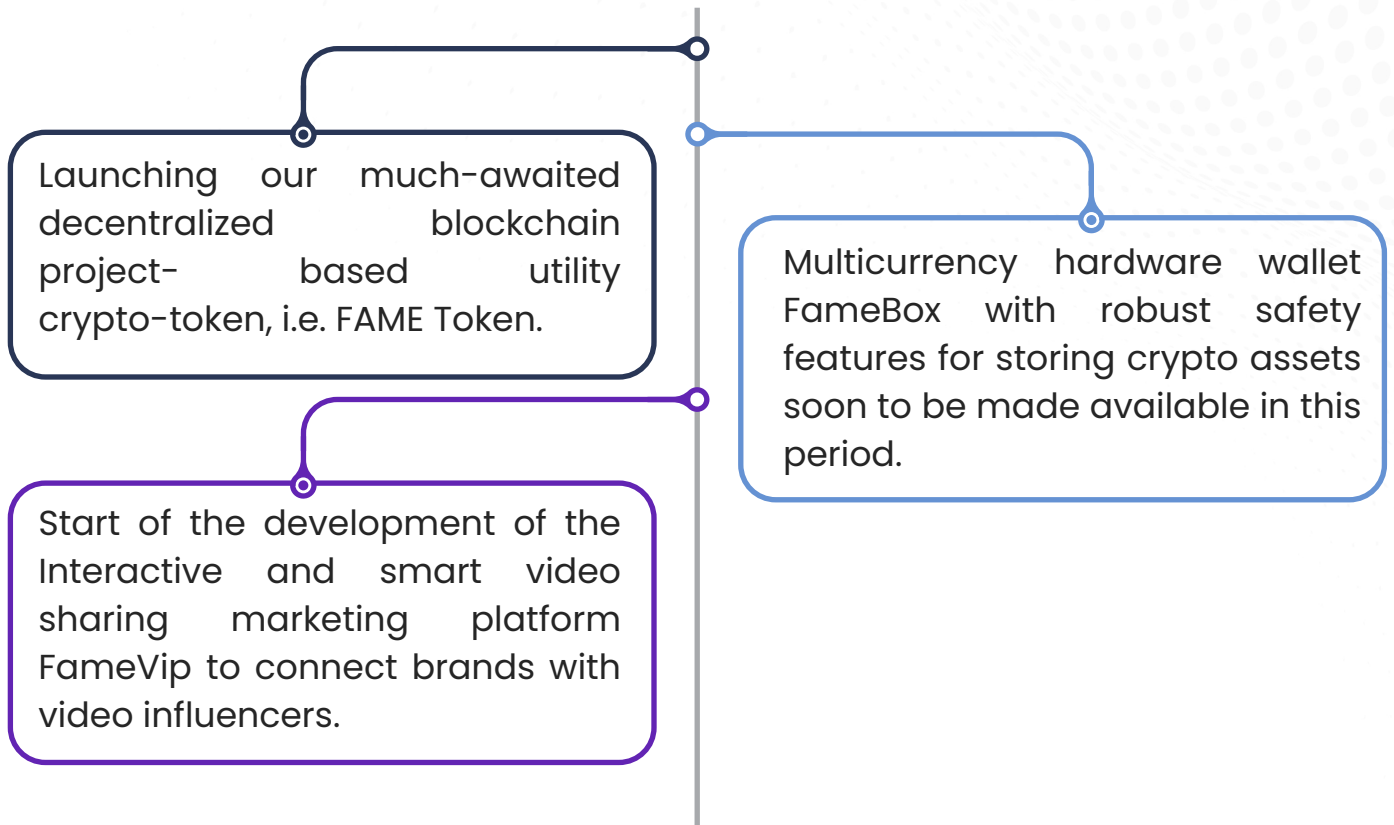 Launching our much-awaited
decentralized blockchain
project- based utility
crypto-token, i.e. FAME Token.
Multicurrency hardware wallet
FameBox with robust safety
features for storing crypto assets
soon to be made available in this
period.
Start of the development of the
Interactive and smart video
sharing marketing platform
FameVip to connect brands with
video influencers.